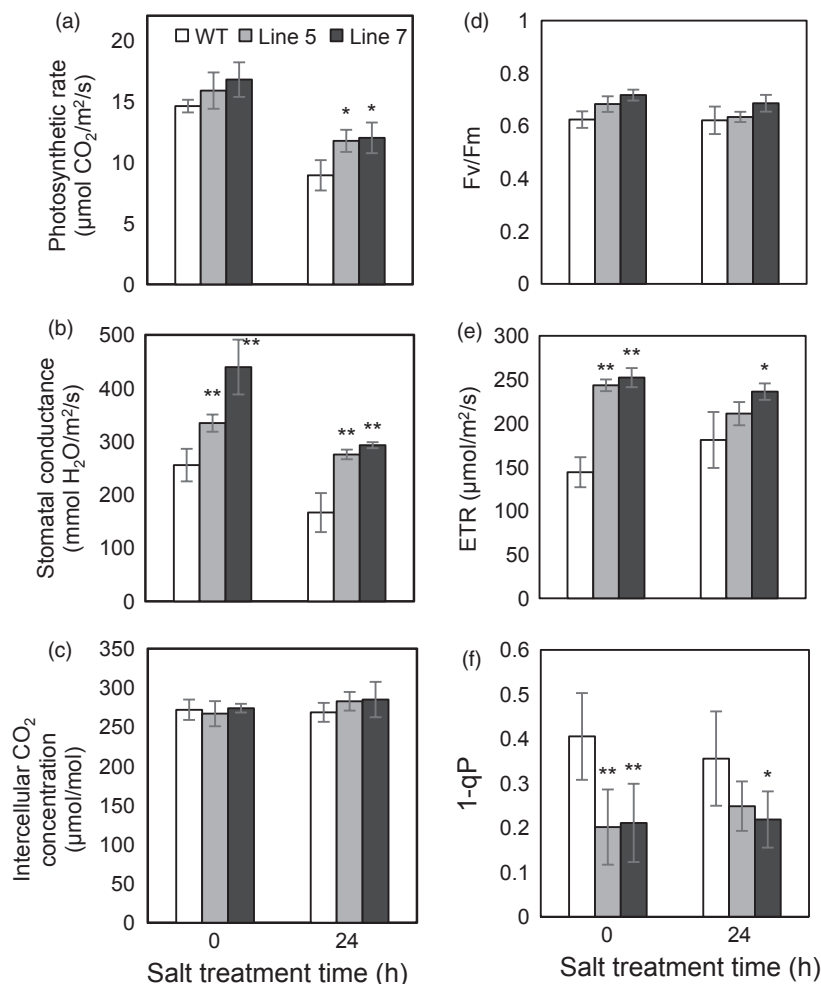 (a)
WT Line 5 Line 7
20
15
10
5
0
* *
Photosynthetic rate
(µmol CO₂/m²/s)
(b)
500
400
300
200
100
0
** ** ** **
Stomatal conductance
(mmol H₂O/m²/s)
(c)
350
300
250
200
150
100
50
0
Intercellular CO₂
concentration
(µmol/mol)
0 24
Salt treatment time (h)
(d)
1
0.8
0.6
0.4
0.2
0
Fv/Fm
(e)
300
250
200
150
100
50
0
** ** *
ETR (µmol/m²/s)
(f)
0.6
0.5
0.4
0.3
0.2
0.1
0
** ** *
1-qP
0 24
Salt treatment time (h)